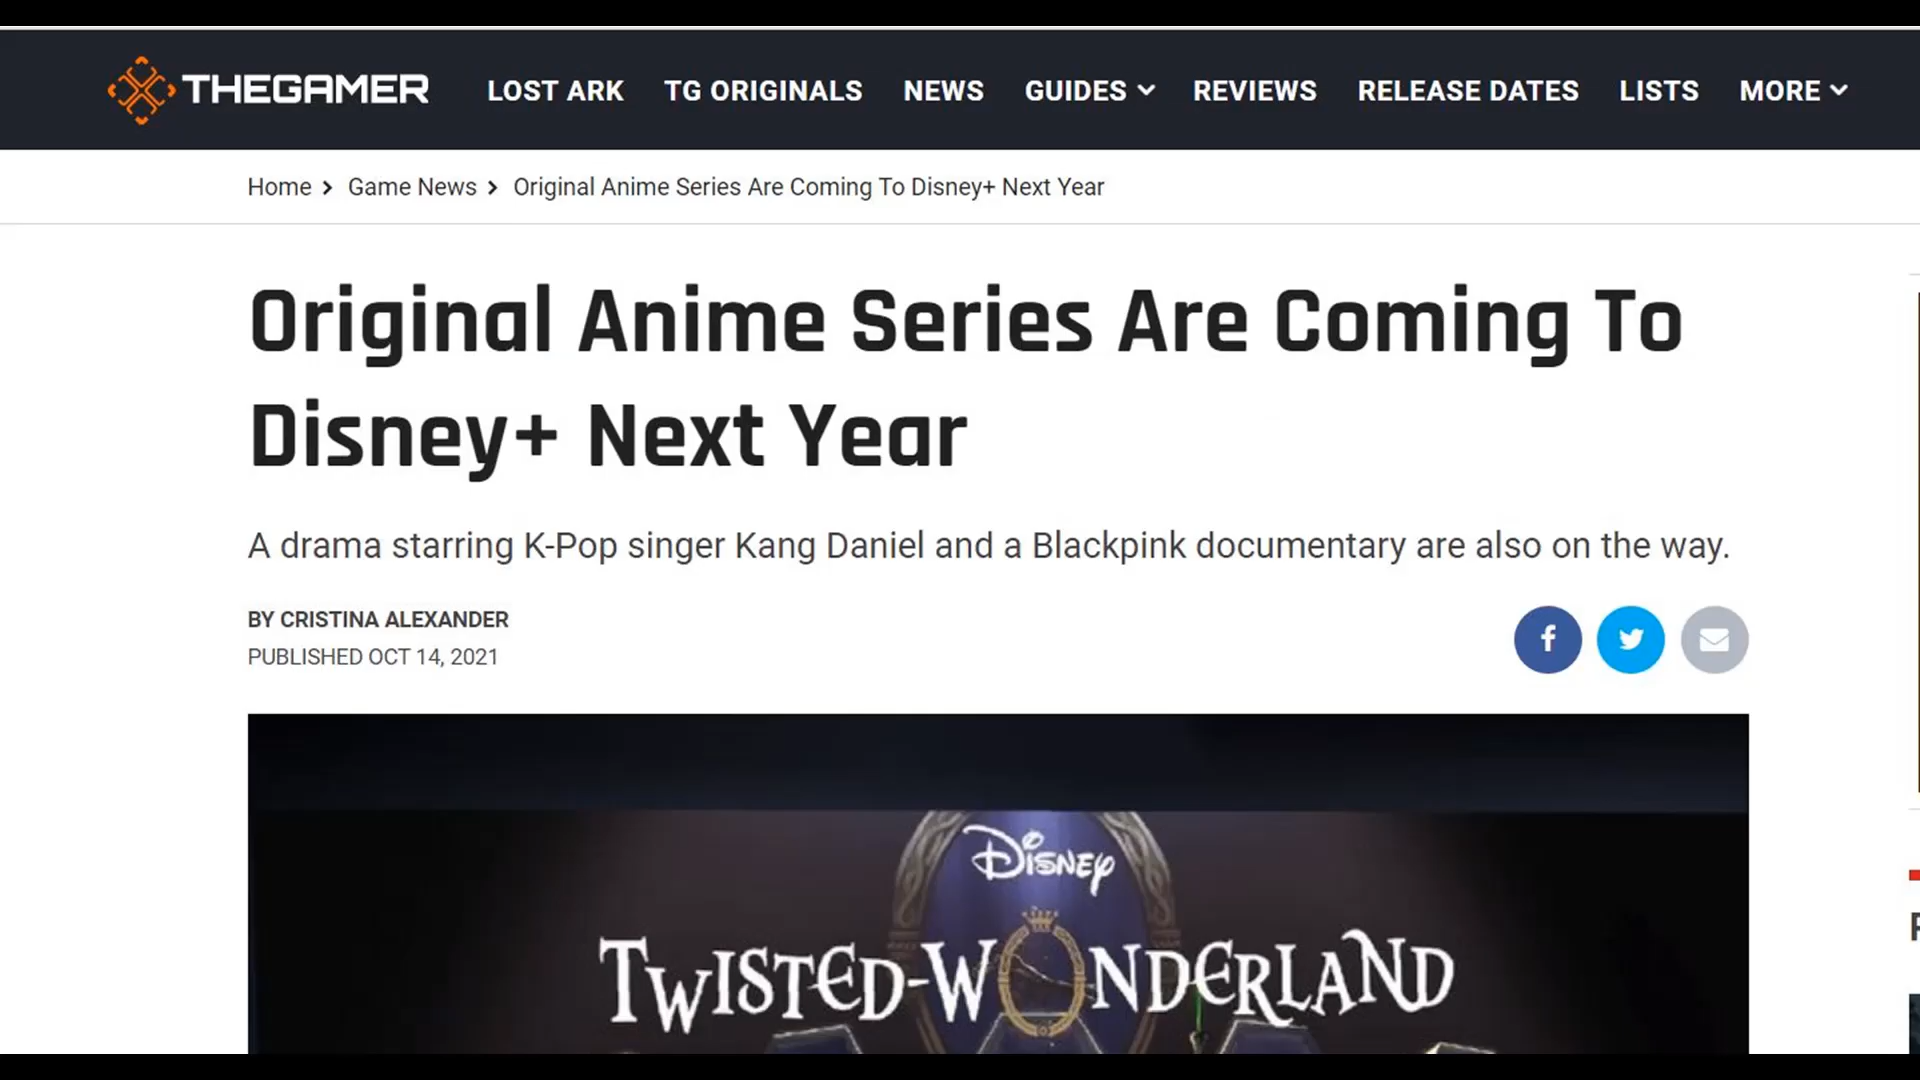 THEGAMER LOST ARK TG ORIGINALS NEWS GUIDES REVIEWS RELEASE DATES LISTS MORE
Home Game News Original Anime Series Are Coming To Disney+ Next Year
Original Anime Series Are Coming To
Disney+ Next Year
A drama starring K-Pop singer Kang Daniel and a Blackpink documentary are also on the way.
BY CRISTINA ALEXANDER
PUBLISHED OCT 14, 2021
Disney
TWISTED-WONDERLAND